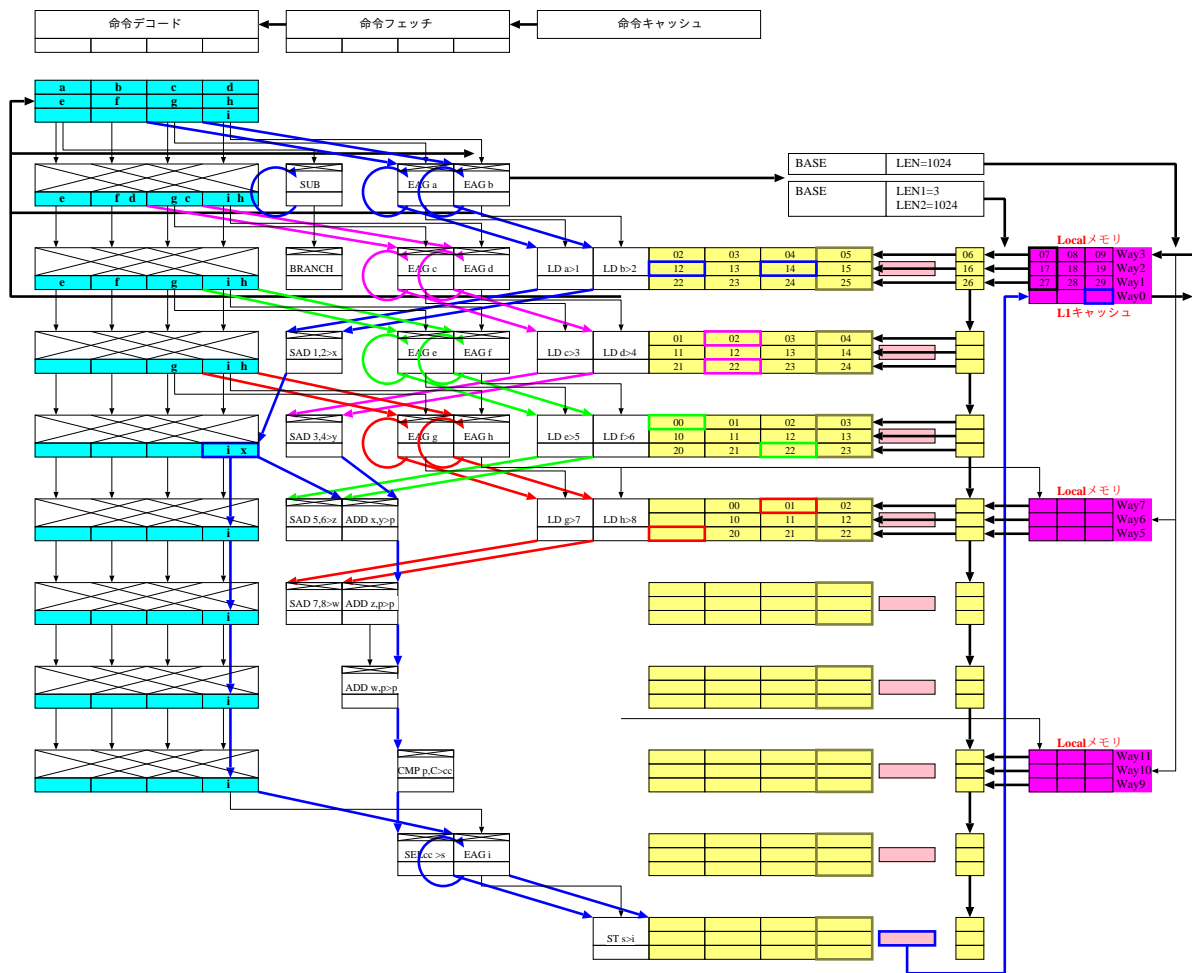 命令デコード 命令フェッチ 命令キャッシュ
a b c d
e f g h
i
BASE LEN=1024
BASE LEN1=3
LEN2=1024
SUB EAG a EAG b
e f d g c i h
Localメモリ
02 03 04 05 06 07 08 09 Way3
BRANCH EAG c EAG d LD a>1 LD b>2 12 13 14 15 16 17 18 19 Way2
e f g i h 22 23 24 25 26 27 28 29 Way1
Way0
L1キャッシュ
01 02 03 04
SAD 1,2>x EAG e EAG f LD c>3 LD d>4 11 12 13 14
g i h 21 22 23 24
00 01 02 03
SAD 3,4>y EAG g EAG h LD e>5 LD f>6 10 11 12 13
i x 20 21 22 23
Localメモリ
00 01 02 Way7
SAD 5,6>z ADD x,y>p LD g>7 LD h>8 10 11 12 Way6
i 20 21 22 Way5
SAD 7,8>w ADD z,p>p
i
ADD w,p>p
i
Localメモリ
Way11
CMP p,C>cc Way10
i Way9
SEL cc >s EAG i
ST s>i